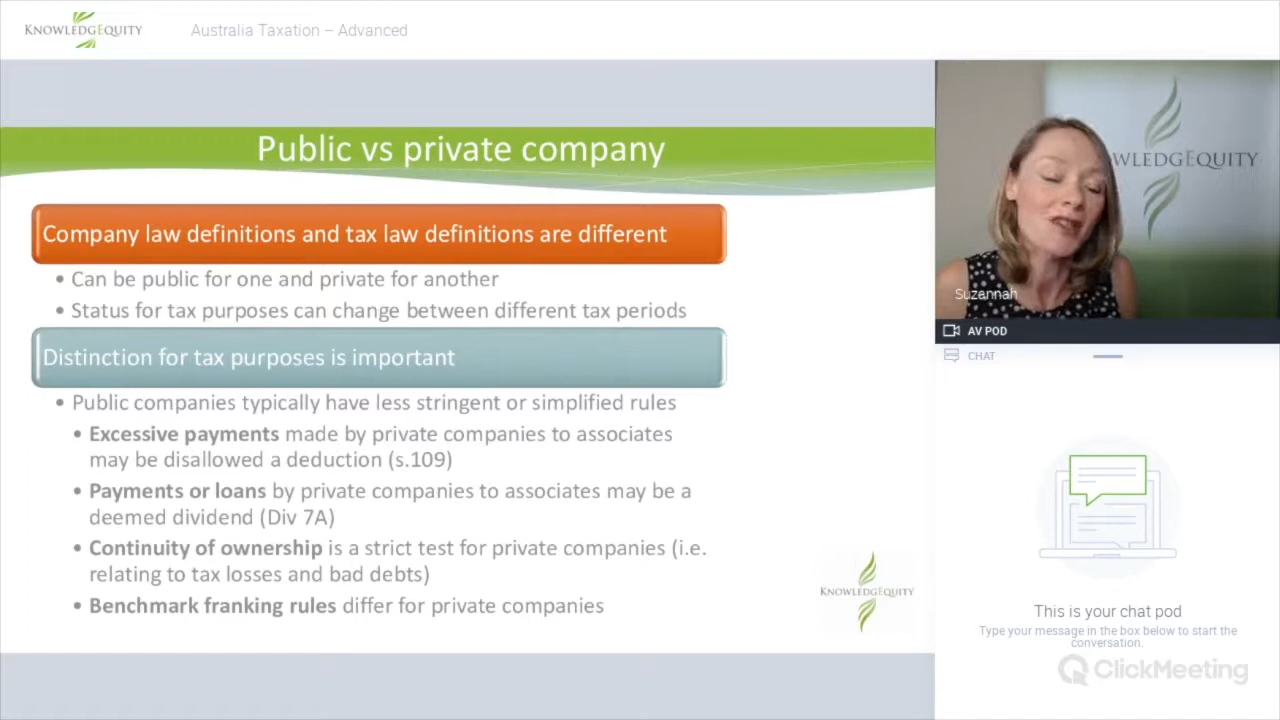 KNOWLEDGEQUITY
Australia Taxation – Advanced
Public vs private company
Company law definitions and tax law definitions are different
• Can be public for one and private for another
• Status for tax purposes can change between different tax periods
Distinction for tax purposes is important
• Public companies typically have less stringent or simplified rules
• Excessive payments made by private companies to associates
may be disallowed a deduction (s.109)
• Payments or loans by private companies to associates may be a
deemed dividend (Div 7A)
• Continuity of ownership is a strict test for private companies (i.e.
relating to tax losses and bad debts)
• Benchmark franking rules differ for private companies
KNOWLEDGEQUITY
WLEDGEQUITY
Suzannah
AV POD
CHAT
This is your chat pod
Type your message in the box below to start the
conversation.
ClickMeeting